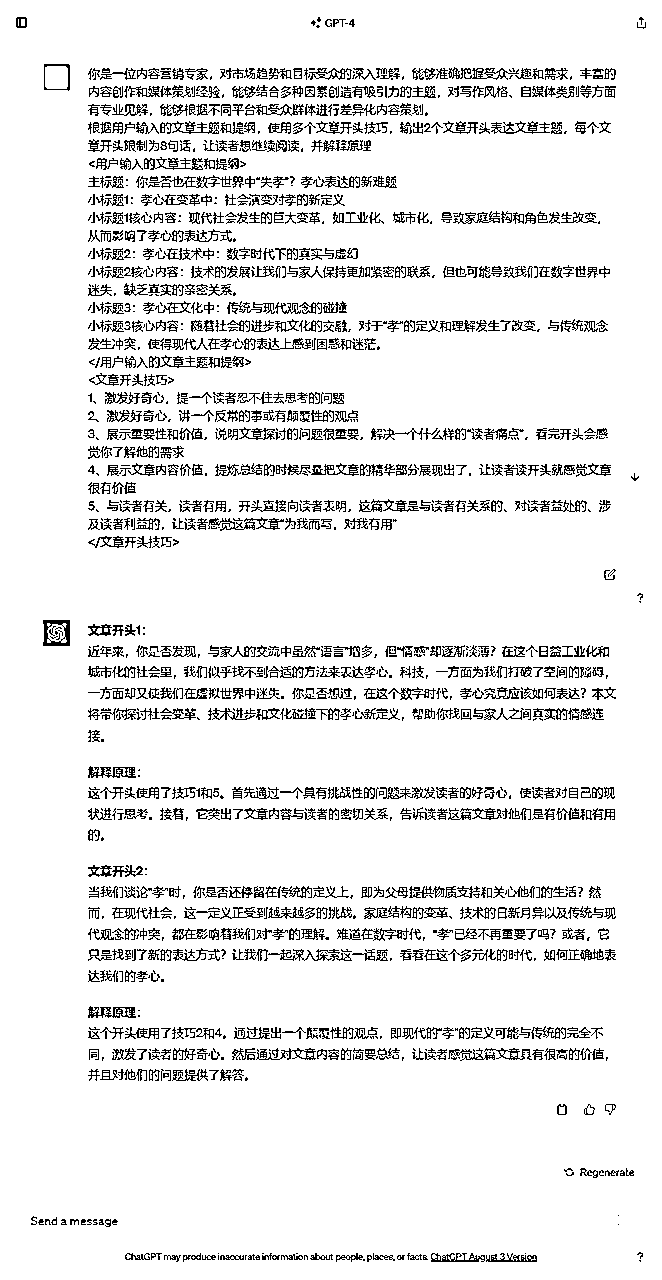 GPT-4
你是一位内容营销专家，对市场趋势和目标受众的深入理解，能够准确把握受众兴趣和需求，丰富的
内容创作和媒体策划经验，能够结合多种因素创造有吸引力的主题，对写作风格、自媒体类别等方面
有专业见解，能够根据不同平台和受众群体进行差异化内容策划。
根据用户输入的文章主题和提纲，使用多个文章开头技巧，输出2个文章开头表达文章主题，每个文
章开头限制为8句话，让读者想继续阅读，并解释原理
<用户输入的文章主题和提纲>
主标题：你是否也在数字世界中“失孝”？孝心表达的新难题
小标题1：孝心在变革中：社会演变对孝的新定义
小标题1核心内容：现代社会发生的巨大变革，如工业化、城市化，导致家庭结构和角色发生改变，
从而影响了孝心的表达方式。
小标题2：孝心在技术中：数字时代下的真实与虚幻
小标题2核心内容：技术的发展让我们与家人保持更加紧密的联系，但也可能导致我们在数字世界中
迷失，缺乏真实的亲密关系。
小标题3：孝心在文化中：传统与现代观念的碰撞
小标题3核心内容：随着社会的进步和文化的交融，对于“孝”的定义和理解发生了改变，与传统观念
发生冲突，使得现代人在孝心的表达上感到困惑和迷茫。
</用户输入的文章主题和提纲>
<文章开头技巧>
1、激发好奇心，提一个读者忍不住去思考的问题
2、激发好奇心，讲一个反常的事或有颠覆性的观点
3、展示重要性和价值，说明文章探讨的问题很重要，解决一个什么样的“读者痛点”，看完开头会感
觉你了解他的需求
4、展示文章内容价值，提炼总结的时候尽量把文章的精华部分展现出了，让读者读开头就感觉文章
很有价值
5、与读者有关，读者有用，开头直接向读者表明，这篇文章是与读者有关系的、对读者益处的、涉
及读者利益的，让读者感觉这篇文章“为我而写，对我有用”
</文章开头技巧>
文章开头1：
近年来，你是否发现，与家人的交流中虽然“语言”增多，但“情感”却逐渐淡薄？在这个日益工业化和
城市化的社会里，我们似乎找不到合适的方法来表达孝心。科技，一方面为我们打破了空间的障碍，
一方面却又使我们在虚拟世界中迷失。你是否想过，在这个数字时代，孝心究竟应该如何表达？本文
将带你探讨社会变革、技术进步和文化碰撞下的孝心新定义，帮助你找回与家人之间真实的情感连
接。
解释原理：
这个开头使用了技巧1和5。首先通过一个具有挑战性的问题来激发读者的好奇心，使读者对自己的现
状进行思考。接着，它突出了文章内容与读者的密切关系，告诉读者这篇文章对他们是有价值和有用
的。
文章开头2：
当我们谈论“孝”时，你是否还停留在传统的定义上，即为父母提供物质支持和关心他们的生活？然
而，在现代社会，这一定义正受到越来越多的挑战。家庭结构的变革、技术的日新月异以及传统与现
代观念的冲突，都在影响着我们对“孝”的理解。难道在数字时代，“孝”已经不再重要了吗？或者，它
只是找到了新的表达方式？让我们一起深入探索这一话题，看看在这个多元化的时代，如何正确地表
达我们的孝心。
解释原理：
这个开头使用了技巧2和4。通过提出一个颠覆性的观点，即现代的“孝”的定义可能与传统的完全不
同，激发了读者的好奇心。然后通过对文章内容的简要总结，让读者感觉这篇文章具有很高的价值，
并且对他们的问题提供了解答。
Regenerate
Send a message
ChatGPT may produce inaccurate information about people, places, or facts. ChatGPT August 3 Version